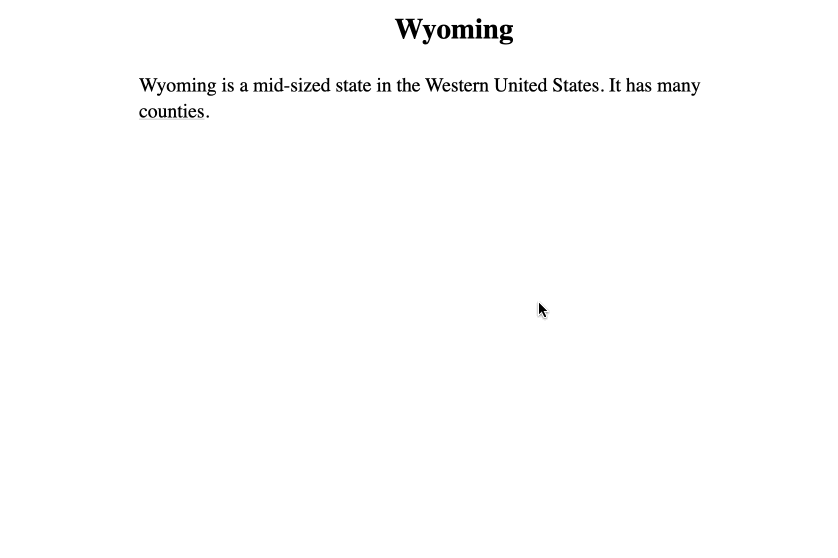 Wyoming
Wyoming is a mid-sized state in the Western United States. It has many
counties.